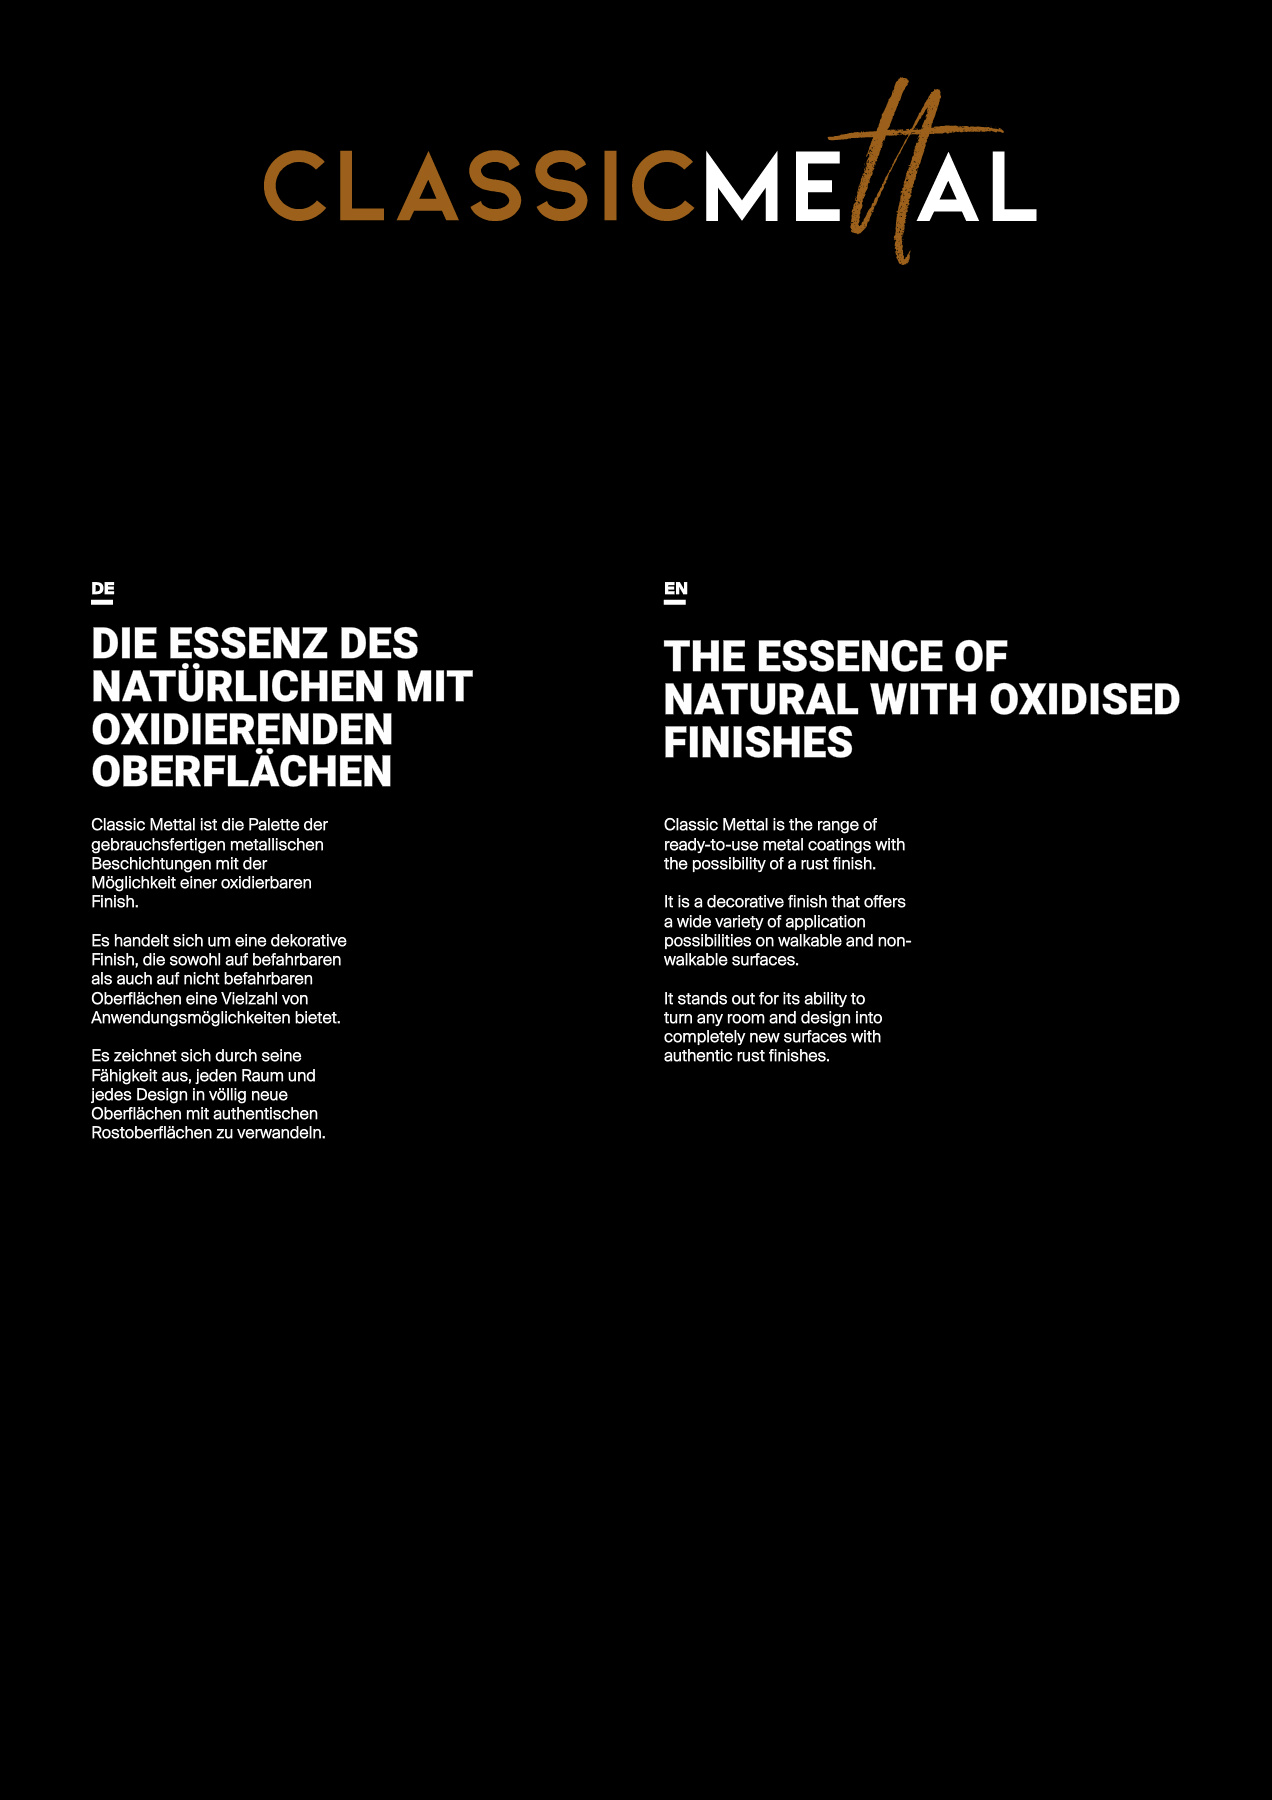 CLASSICMETTAL
DE
DIE ESSENZ DES
NATÜRLICHEN MIT
OXIDIERENDEN
OBERFLÄCHEN
Classic Mettal ist die Palette der
gebrauchsfertigen metallischen
Beschichtungen mit der
Möglichkeit einer oxidierbaren
Finish.
Es handelt sich um eine dekorative
Finish, die sowohl auf befahrbaren
als auch auf nicht befahrbaren
Oberflächen eine Vielzahl von
Anwendungsmöglichkeiten bietet.
Es zeichnet sich durch seine
Fähigkeit aus, jeden Raum und
jedes Design in völlig neue
Oberflächen mit authentischen
Rostoberflächen zu verwandeln.
EN
THE ESSENCE OF
NATURAL WITH OXIDISED
FINISHES
Classic Mettal is the range of
ready-to-use metal coatings with
the possibility of a rust finish.
It is a decorative finish that offers
a wide variety of application
possibilities on walkable and non-
walkable surfaces.
It stands out for its ability to
turn any room and design into
completely new surfaces with
authentic rust finishes.